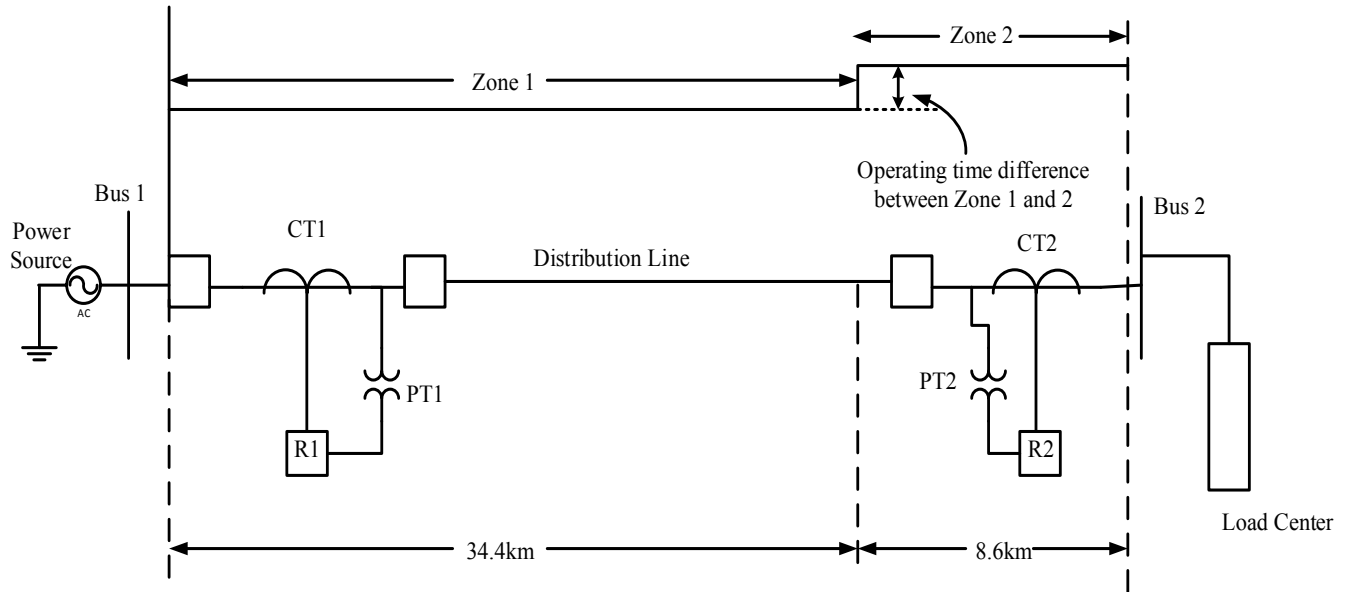 Zone 2
Zone 1
Operating time difference
between Zone 1 and 2
Bus 1
Bus 2
Power
Source
CT1
CT2
Distribution Line
AC
PT1
PT2
R1
R2
34.4km
8.6km
Load Center